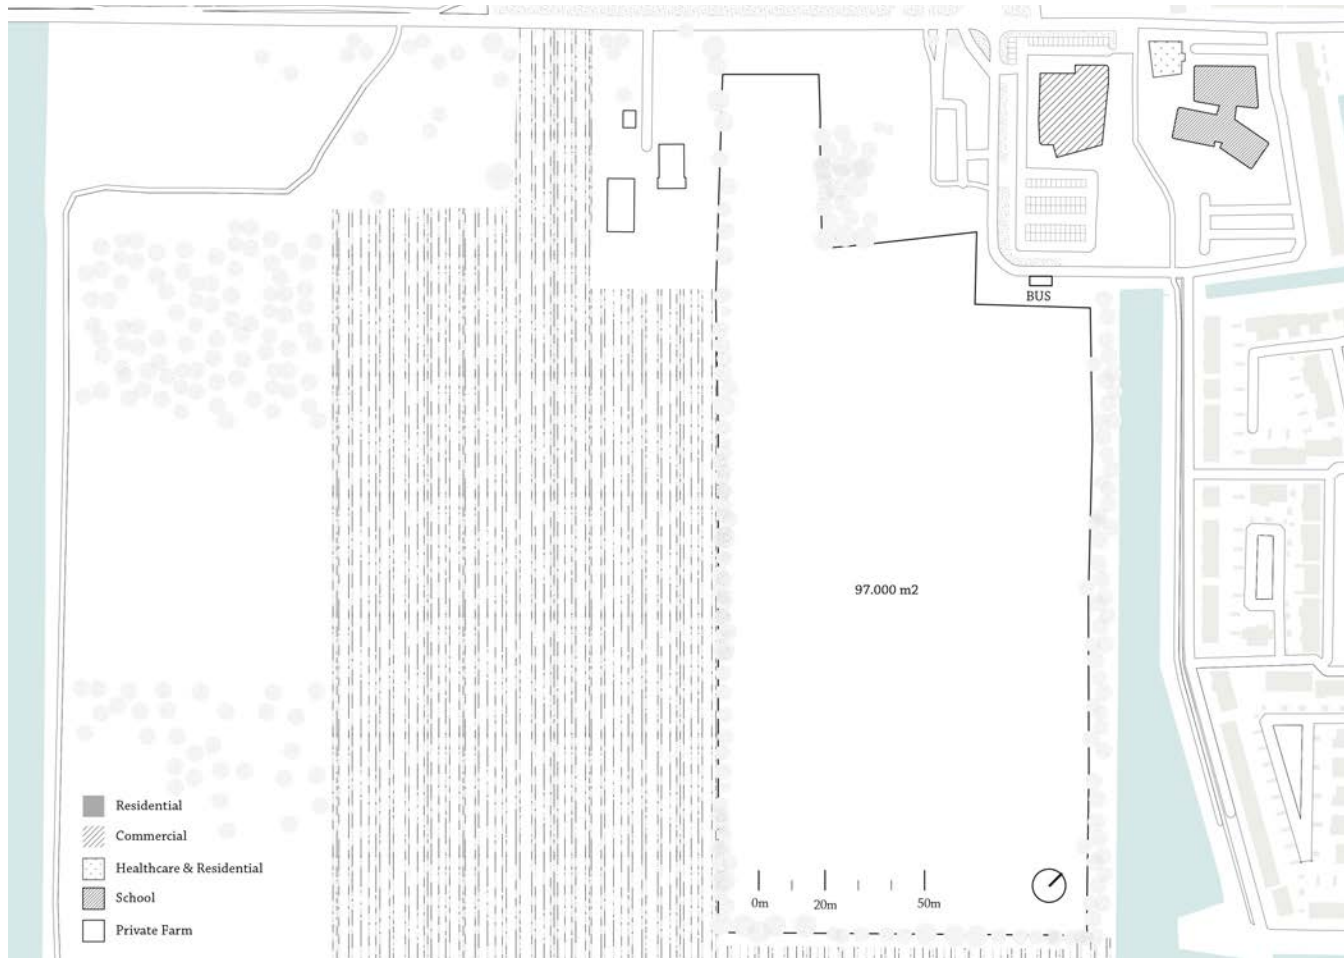 BUS
97.000 m2
Residential
Commercial
Healthcare & Residential
School
Private Farm
0m 20m 50m